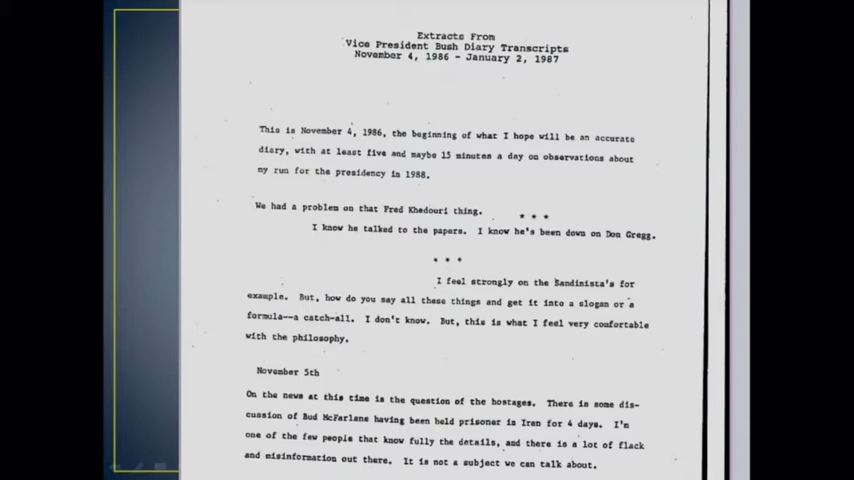 Extracts From
Vice President Bush Diary Transcripts
November 4, 1986 - January 2, 1987
This is November 4, 1986, the beginning of what I hope will be an accurate
diary, with at least five and maybe 15 minutes a day on observations about
my run for the presidency in 1988.
We had a problem on that Fred Khedouri thing. * * *
I know he talked to the papers. I know he's been down on Don Gregg.
* * *
I feel strongly on the Sandinista's for
example. But, how do you say all these things and get it into a slogan or a
formula--a catch-all. I don't know. But, this is what I feel very comfortable
with the philosophy.
November 5th
On the news at this time is the question of the hostages. There is some dis-
cussion of Bud McFarlane having been held prisoner is Iran for 4 days. I'm
one of the few people that know fully the details, and there is a lot of flack
and misinformation out there. It is not a subject we can talk about.